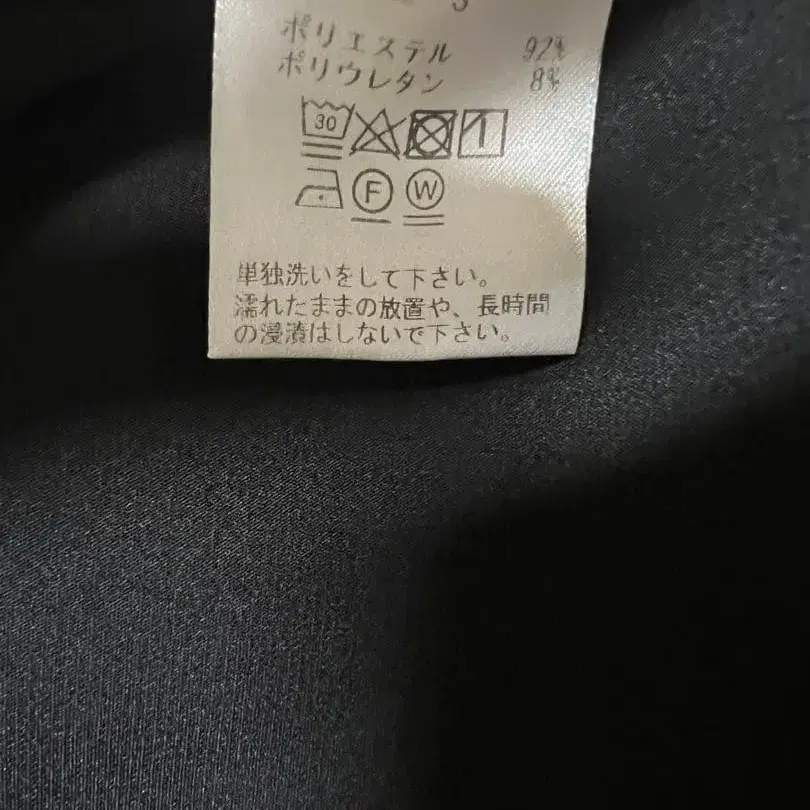 ポリエステル 92%
ポリウレタン 8%
30
F W
単独洗いをして下さい。
濡れたままの放置や、長時間
の浸漬はしないで下さい。